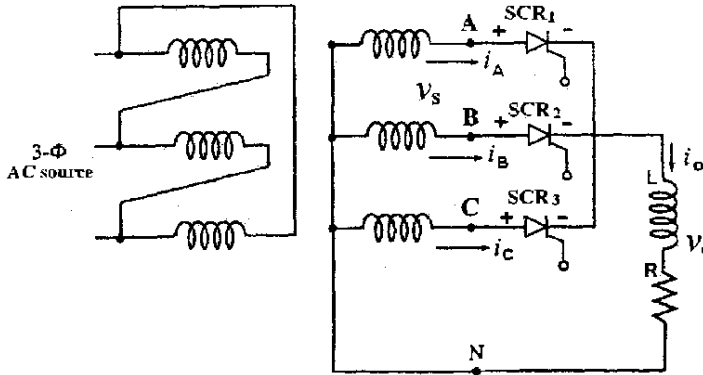 SCR1
A + -
iA
vs
SCR2
B + -
iB
3-Φ
AC source
io
L
SCR3
C + -
iC
R
N